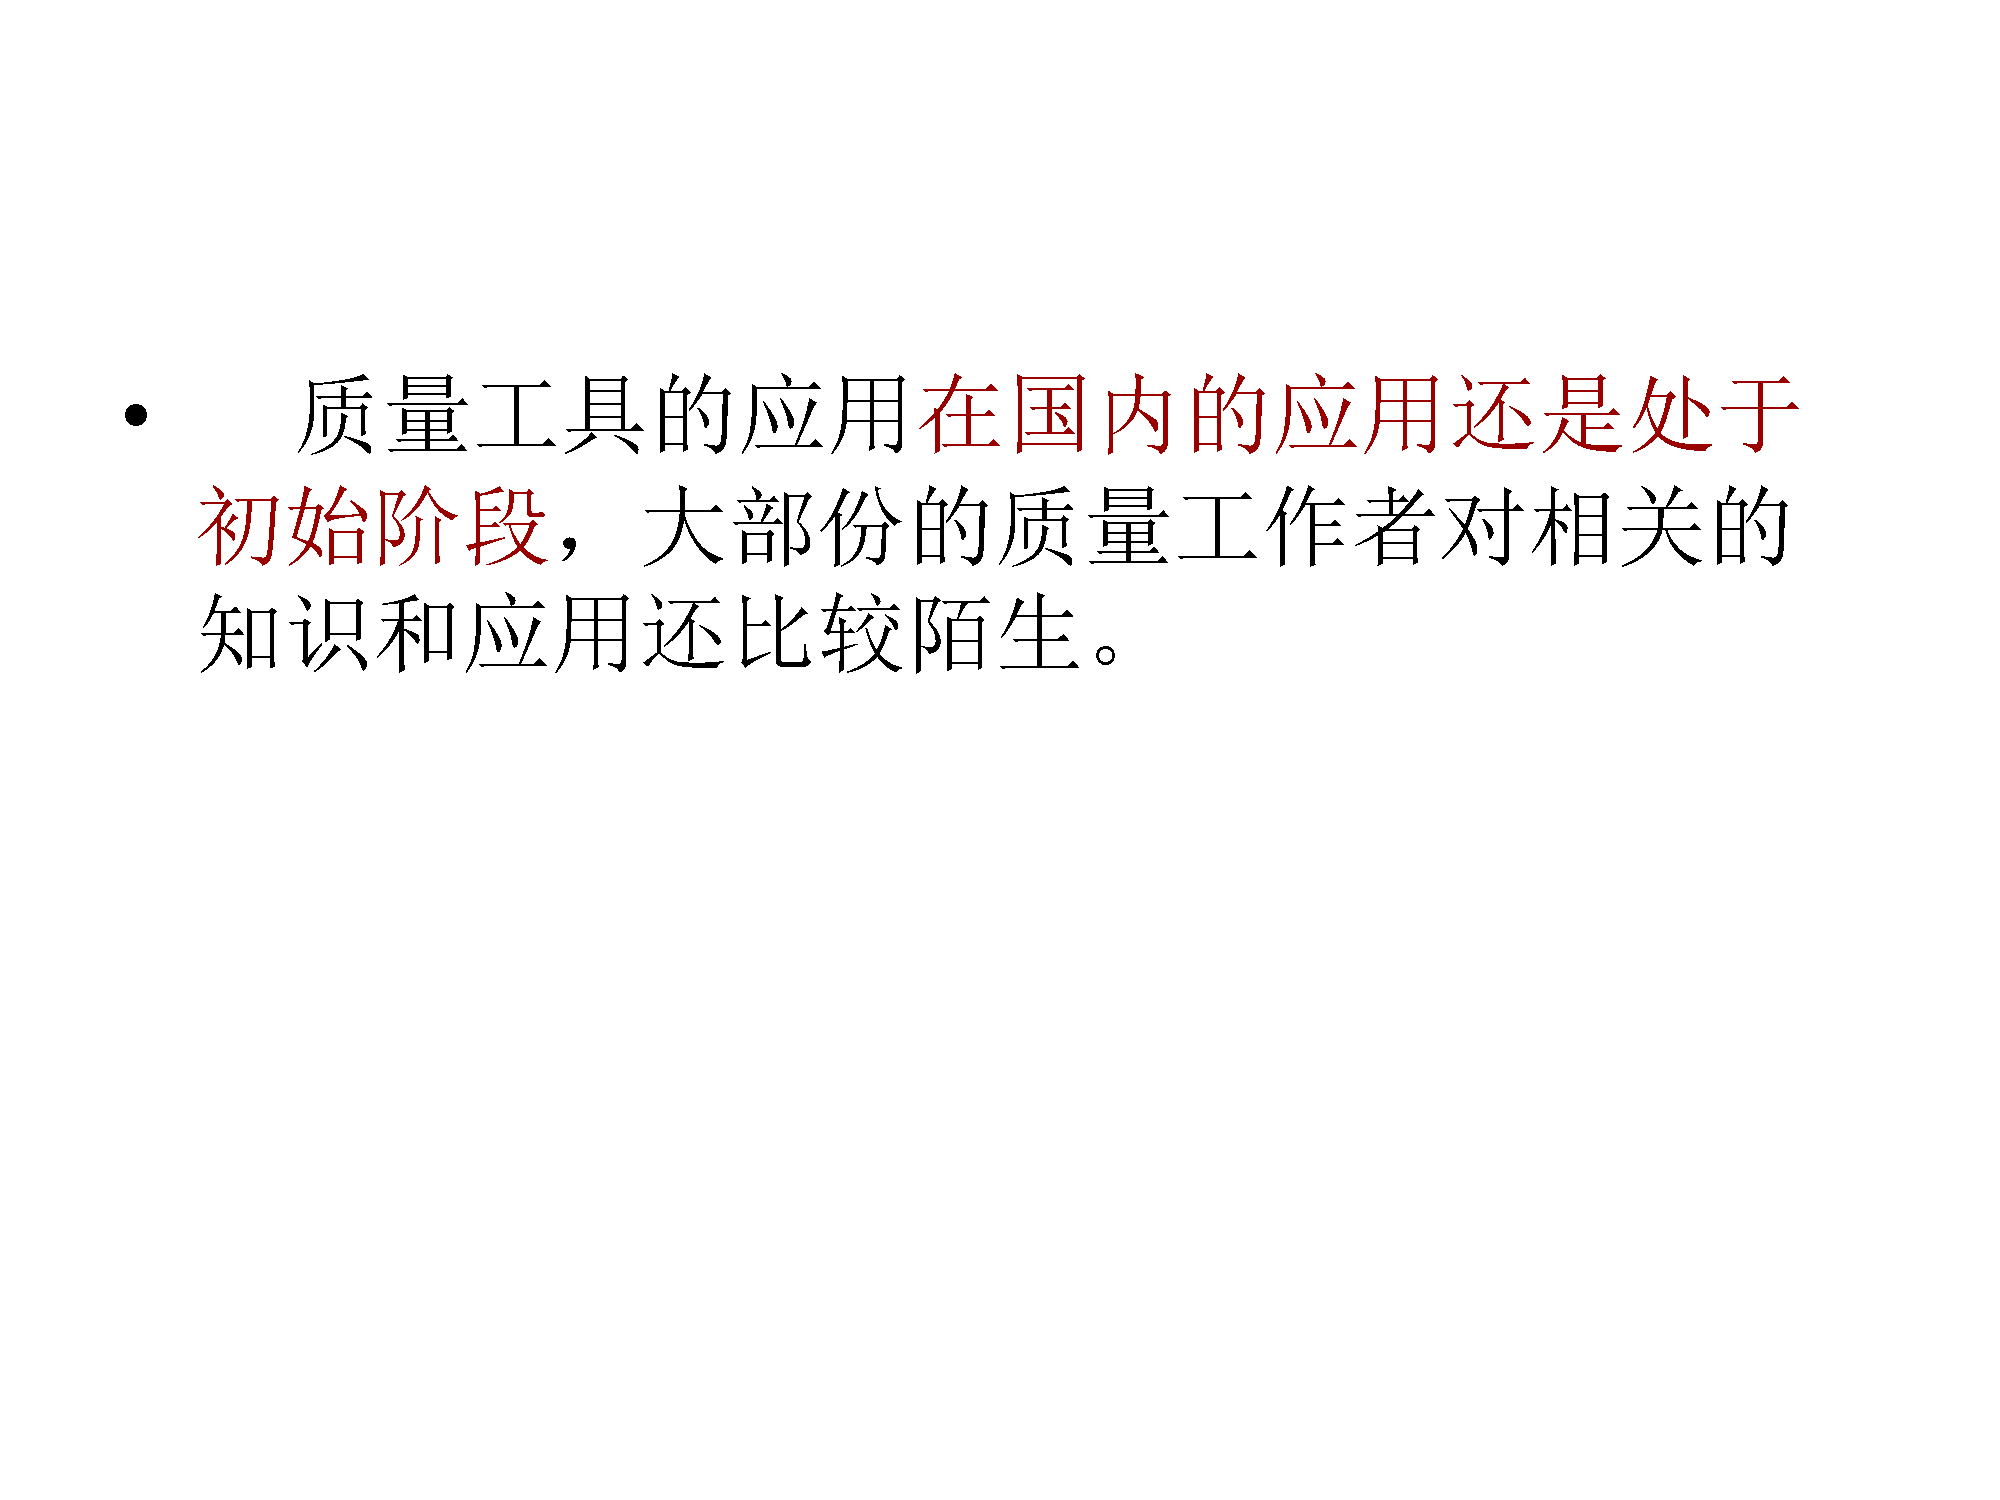 • 质量工具的应用在国内的应用还是处于
初始阶段，大部份的质量工作者对相关的
知识和应用还比较陌生。